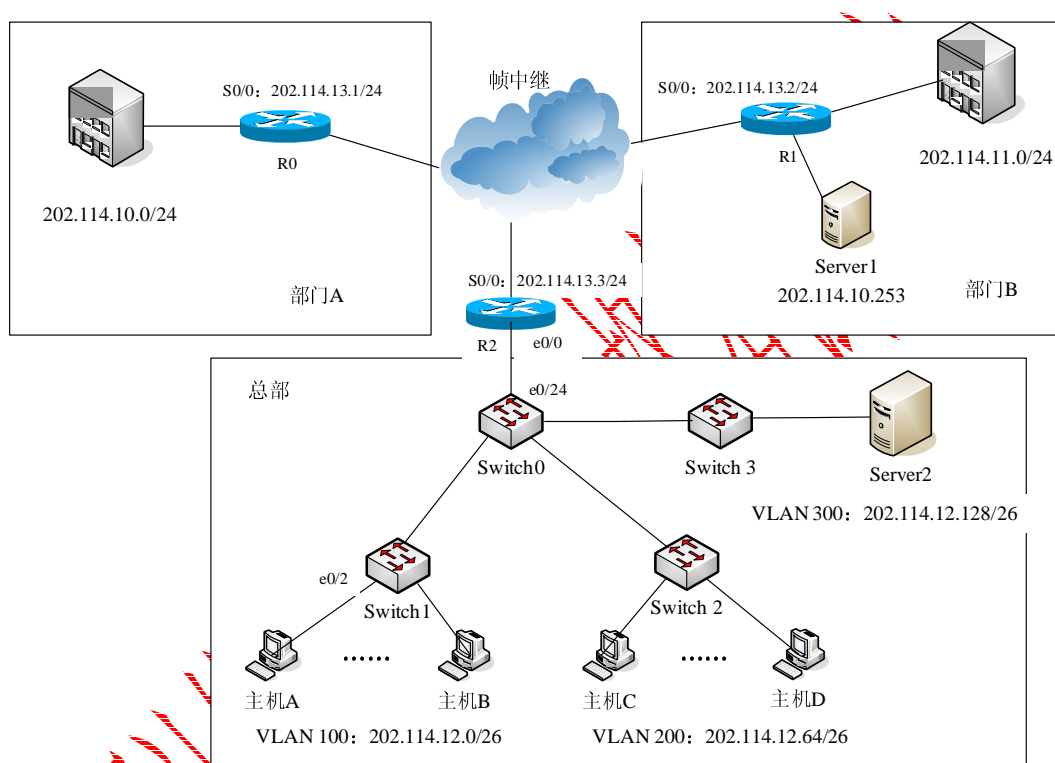 帧中继
S0/0：202.114.13.1/24
R0
202.114.10.0/24
部门A
S0/0：202.114.13.2/24
R1
202.114.11.0/24
Server1
202.114.10.253
部门B
S0/0：202.114.13.3/24
R2
e0/0
总部
e0/24
Switch0
Switch 3
Server2
VLAN 300：202.114.12.128/26
e0/2
Switch1
Switch 2
……
……
主机A
主机B
主机C
主机D
VLAN 100：202.114.12.0/26
VLAN 200：202.114.12.64/26